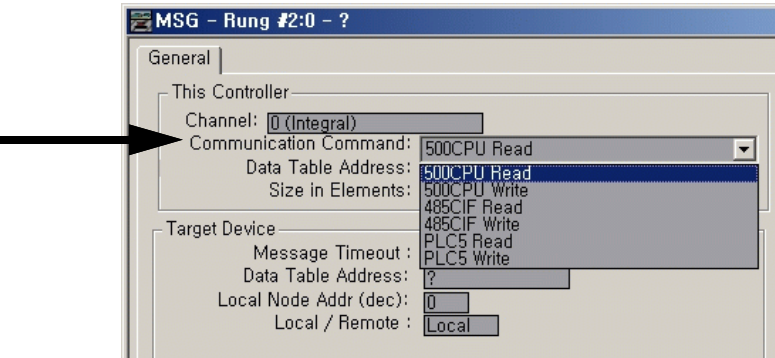 MSG - Rung #2:0 - ?
General
This Controller
Channel: 0 (Integral)
Communication Command: 500CPU Read
Data Table Address:
Size in Elements:
500CPU Read
500CPU Write
485CIF Read
485CIF Write
PLC5 Read
PLC5 Write
Target Device
Message Timeout :
Data Table Address: ?
Local Node Addr (dec): 0
Local / Remote : Local